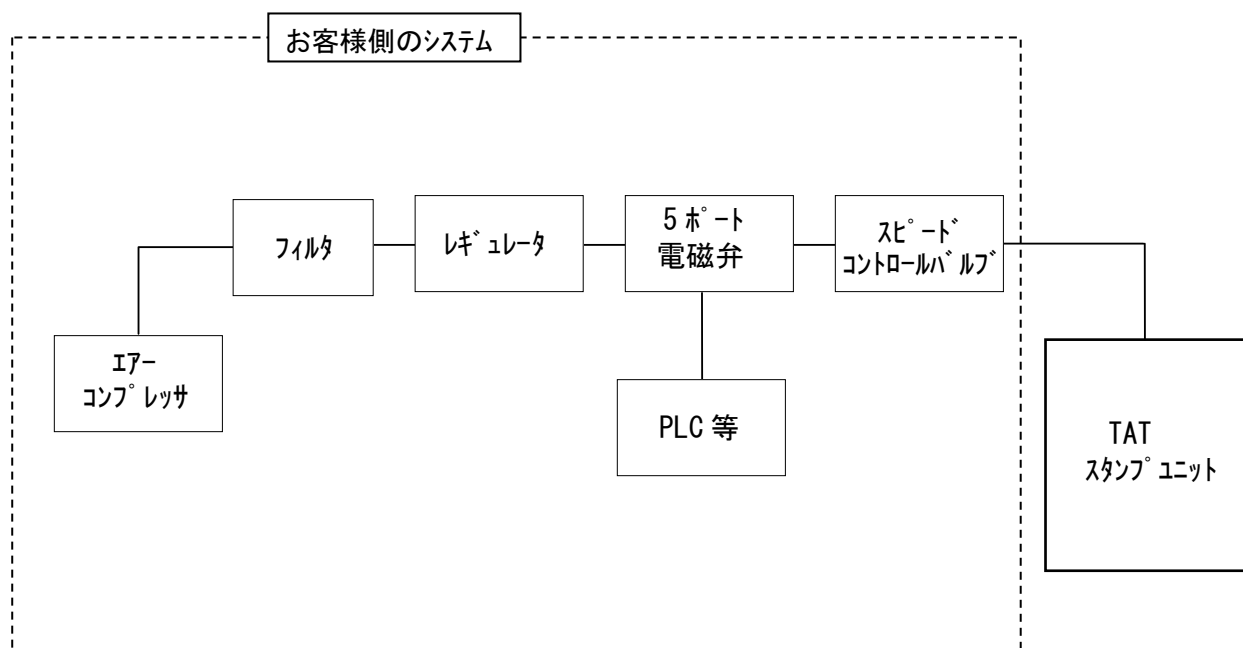 お客様側のシステム
フィルタ
レギュレータ
5ポート
電磁弁
スピード
コントロールバルブ
エアー
コンプレッサ
PLC等
TAT
スタンプユニット